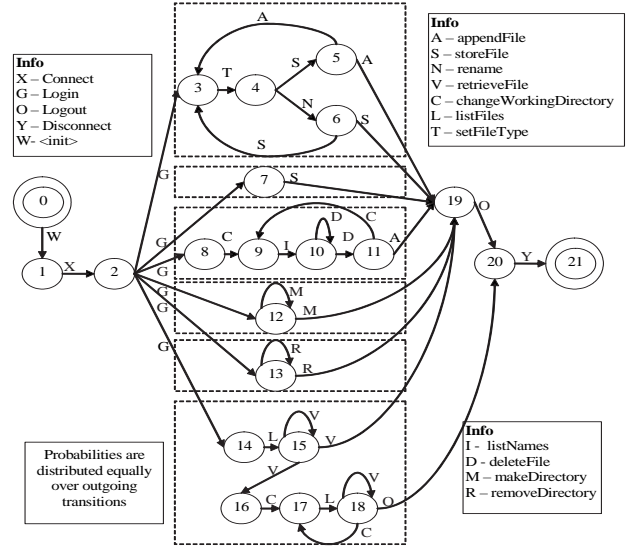 Info
X – Connect
G – Login
O – Logout
Y – Disconnect
W- <init>
Info
A – appendFile
S – storeFile
N – rename
V – retrieveFile
C – changeWorkingDirectory
L – listFiles
T – setFileType
A
3
T
4
S
5
A
N
6
S
S
G
7
S
0
W
1
X
2
G
8
C
9
I
10
D
D
11
C
A
19
O
20
Y
21
G
G
12
M
M
G
13
R
R
G
14
L
15
V
V
V
16
C
17
L
18
V
O
C
Probabilities are
distributed equally
over outgoing
transitions
Info
I - listNames
D - deleteFile
M – makeDirectory
R – removeDirectory